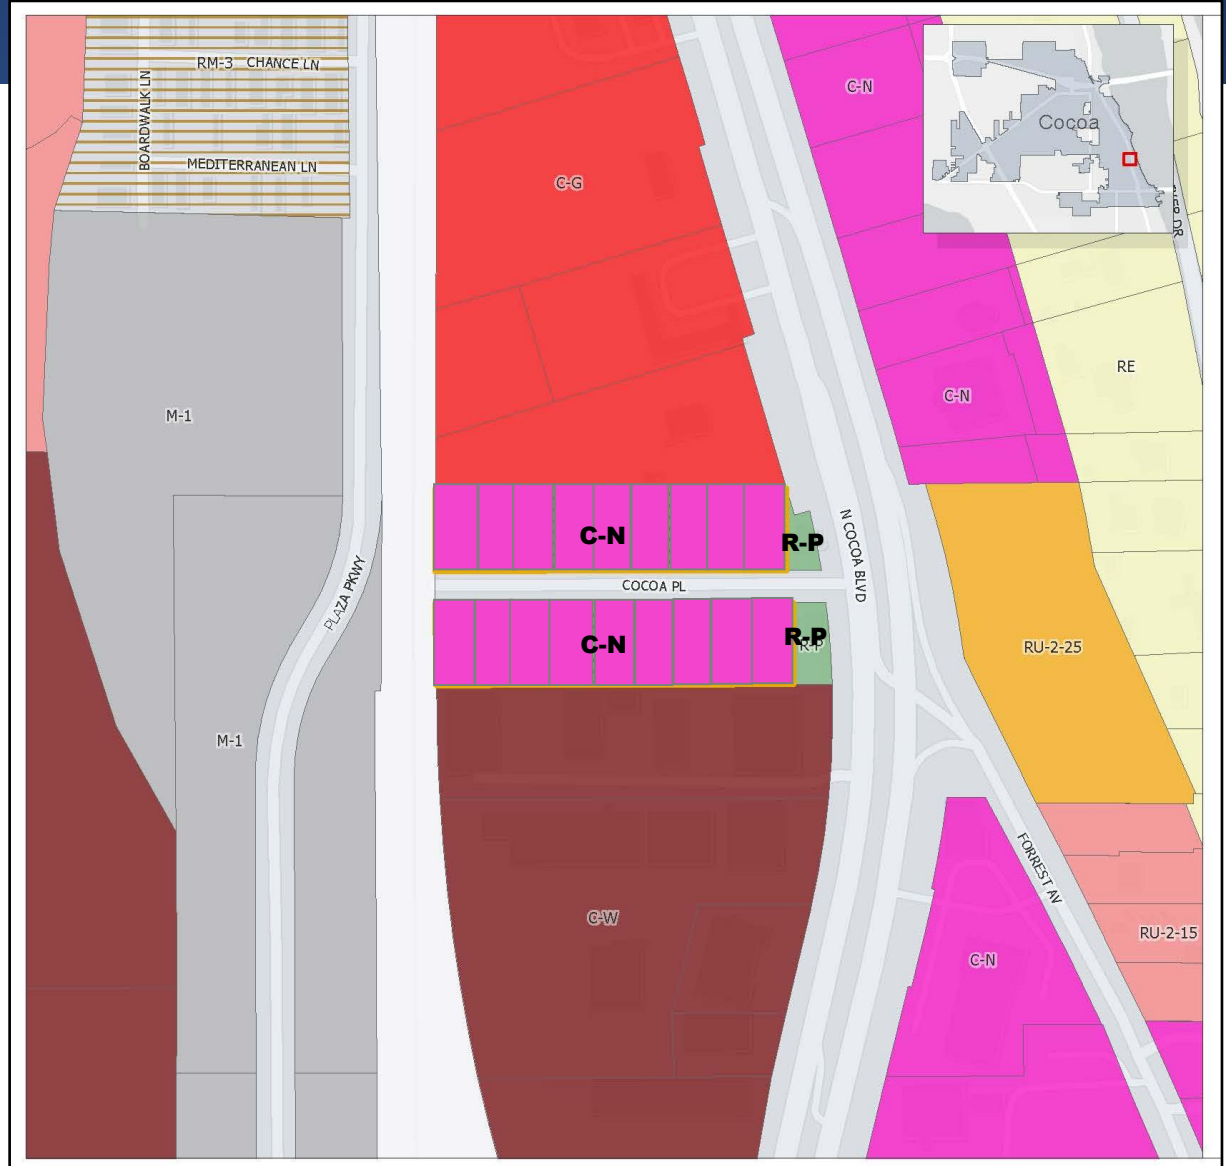 RM-3
CHANCE LN
BOARDWALK LN
MEDITERRANEAN LN
C-N
Cocoa
DR
C-G
M-1
C-N
RE
C-N
R-P
N COCOA BLVD
COCOA PL
PLAZA PKWY
C-N
R-P
R-P
RU-2-25
M-1
C-W
FORREST AV
C-N
RU-2-15